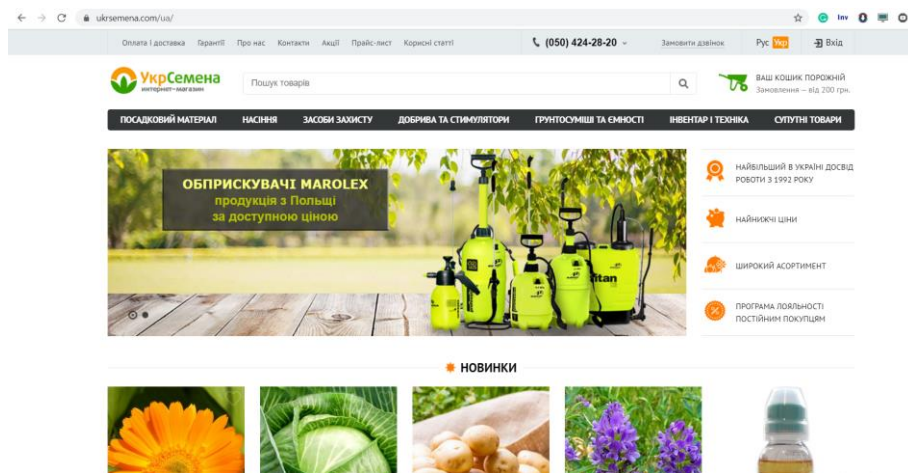 ukrsemena.com/ua/
Inv
Оплата і доставка Гарантії Про нас Контакти Акції Прайс-лист Корисні статті (050) 424-28-20 Замовити дзвінок Рус Укр Вхід
УкрСемена
интернет-магазин
Пошук товарів
ВАШ КОШИК ПОРОЖНІЙ
Замовлення — від 200 грн.
ПОСАДКОВИЙ МАТЕРІАЛ НАСІННЯ ЗАСОБИ ЗАХИСТУ ДОБРИВА ТА СТИМУЛЯТОРИ ГРУНТОСУМІШІ ТА ЄМНОСТІ ІНВЕНТАР І ТЕХНІКА СУПУТНІ ТОВАРИ
ОБПРИСКУВАЧІ MAROLEX
продукція з Польщі
за доступною ціною
titan
НАЙБІЛЬШИЙ В УКРАЇНІ ДОСВІД
РОБОТИ З 1992 РОКУ
НАЙНИЖЧІ ЦІНИ
ШИРОКИЙ АСОРТИМЕНТ
ПРОГРАМА ЛОЯЛЬНОСТІ
ПОСТІЙНИМ ПОКУПЦЯМ
НОВИНКИ